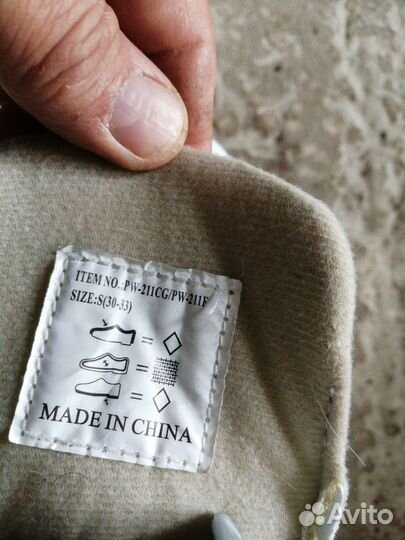 ITEM NO.:PW-211CG/PW-211F
SIZE:S(30-33)
=
=
=
MADE IN CHINA
Avito